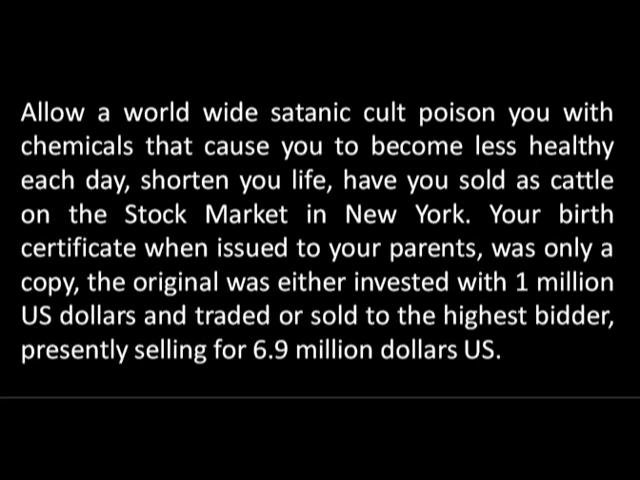 Allow a world wide satanic cult poison you with
chemicals that cause you to become less healthy
each day, shorten you life, have you sold as cattle
on the Stock Market in New York. Your birth
certificate when issued to your parents, was only a
copy, the original was either invested with 1 million
US dollars and traded or sold to the highest bidder,
presently selling for 6.9 million dollars US.